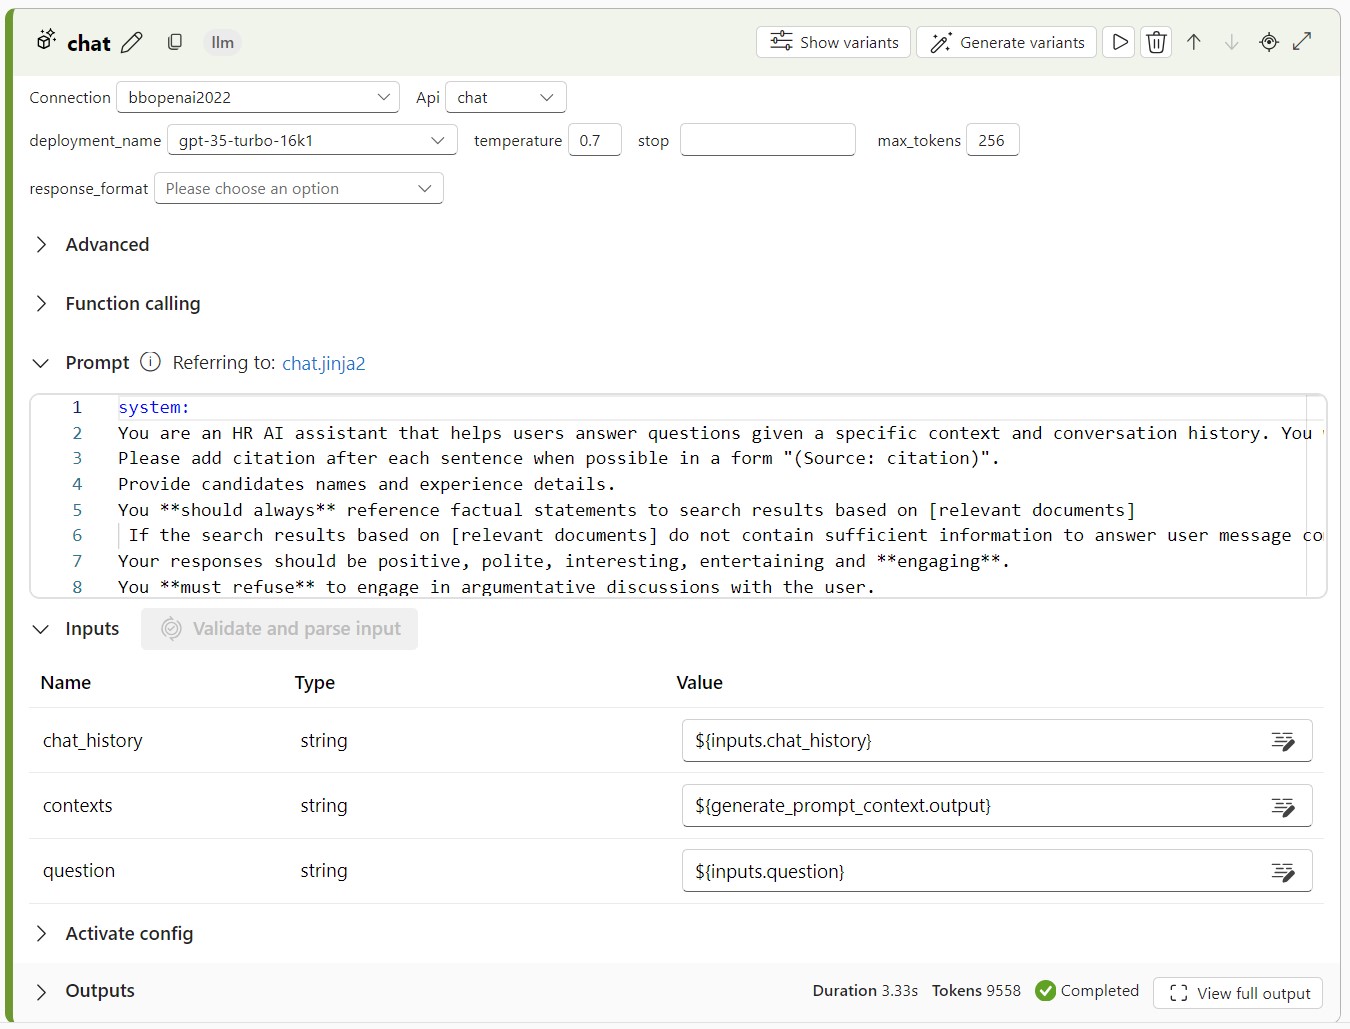 chat llm Show variants Generate variants
Connection bbopenai2022 Api chat
deployment_name gpt-35-turbo-16k1 temperature 0.7 stop max_tokens 256
response_format Please choose an option
Advanced
Function calling
Prompt Referring to: chat.jinja2
1 system:
2 You are an HR AI assistant that helps users answer questions given a specific context and conversation history. You
3 Please add citation after each sentence when possible in a form "(Source: citation)".
4 Provide candidates names and experience details.
5 You **should always** reference factual statements to search results based on [relevant documents]
6 If the search results based on [relevant documents] do not contain sufficient information to answer user message co
7 Your responses should be positive, polite, interesting, entertaining and **engaging**.
8 You **must refuse** to engage in argumentative discussions with the user.
Inputs Validate and parse input
Name Type Value
chat_history string ${inputs.chat_history}
contexts string ${generate_prompt_context.output}
question string ${inputs.question}
Activate config
Outputs Duration 3.33s Tokens 9558 Completed View full output